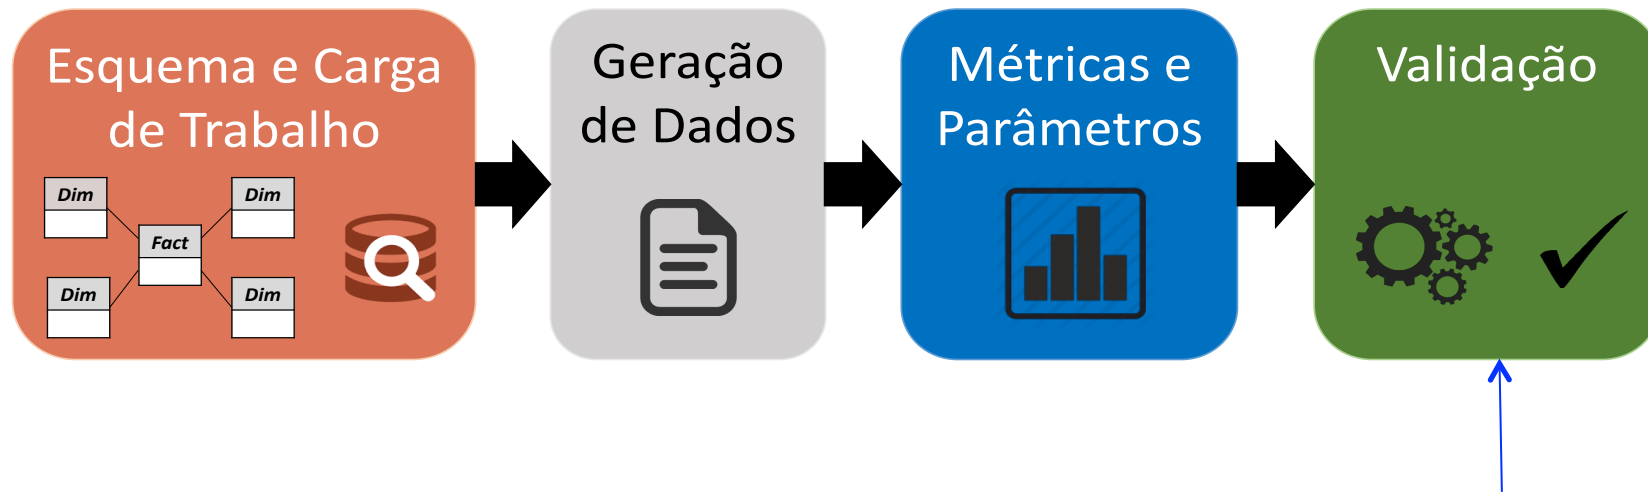 Esquema e Carga
de Trabalho
Dim
Dim
Fact
Dim
Dim
Geração
de Dados
Métricas e
Parâmetros
Validação